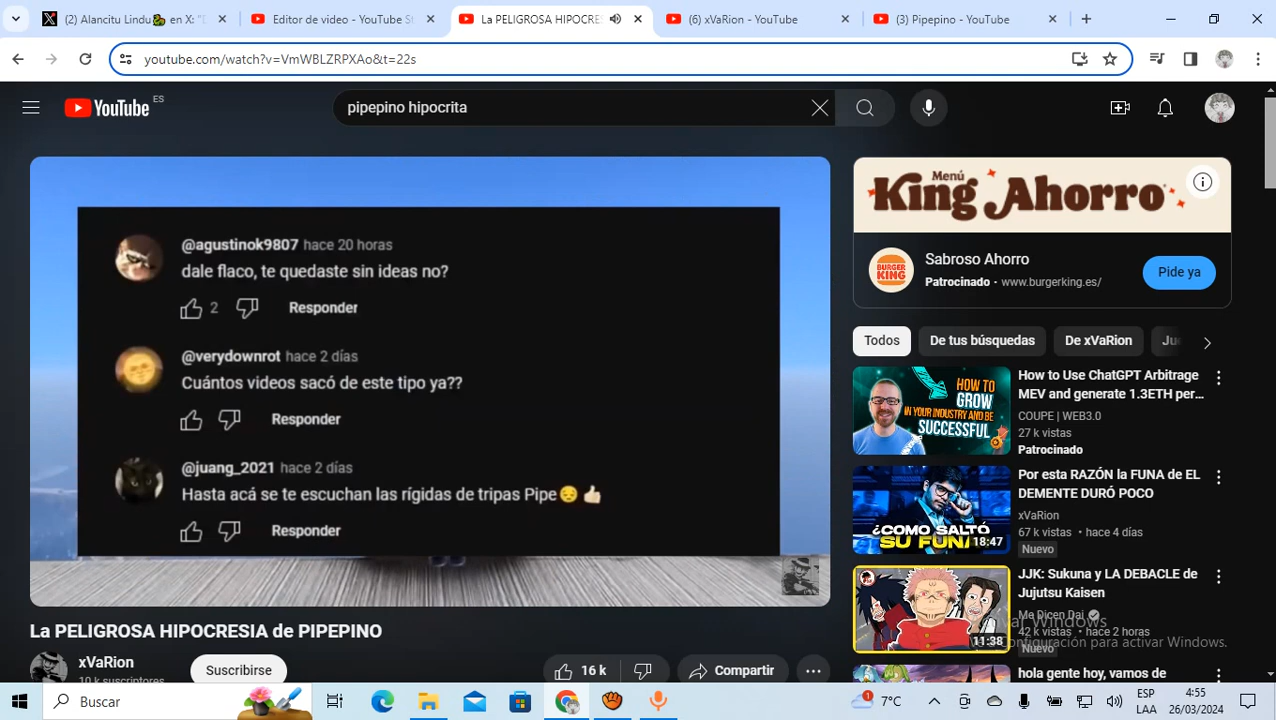 (2) Alancitu Lindu en X: "D
Editor de video - YouTube St
La PELIGROSA HIPOCRES
(6) xVaRion - YouTube
(3) Pipepino - YouTube
youtube.com/watch?v=VmWBLZRPXAo&t=22s
YouTube ES
pipepino hipocrita
@agustinok9807 hace 20 horas
dale flaco, te quedaste sin ideas no?
2 Responder
@verydownrot hace 2 días
Cuántos videos sacó de este tipo ya??
Responder
@juang_2021 hace 2 días
Hasta acá se te escuchan las rígidas de tripas Pipe😔👍🏻
Responder
La PELIGROSA HIPOCRESIA de PIPEPINO
xVaRion
10 k suscriptores
Suscribirse
16 k
Compartir
Menú
King Ahorro
BURGER KING
Sabroso Ahorro
Patrocinado · www.burgerking.es/
Pide ya
Todos
De tus búsquedas
De xVaRion
Ju
HOW TO
GROW
IN YOUR INDUSTRY AND BE
SUCCESSFUL
How to Use ChatGPT Arbitrage
MEV and generate 1.3ETH per...
COUPE | WEB3.0
27 k vistas
Patrocinado
¿COMO SALTÓ
SU FUNA
18:47
Por esta RAZÓN la FUNA de EL
DEMENTE DURÓ POCO
xVaRion
67 k vistas · hace 4 días
Nuevo
11:38
JJK: Sukuna y LA DEBACLE de
Jujutsu Kaisen
Me Dicen Dai
42 k vistas · hace 2 horas
Nuevo
hola gente hoy, vamos de
Windows
configuración para activar Windows.
Buscar
1
7°C
ESP
LAA
4:55
26/03/2024